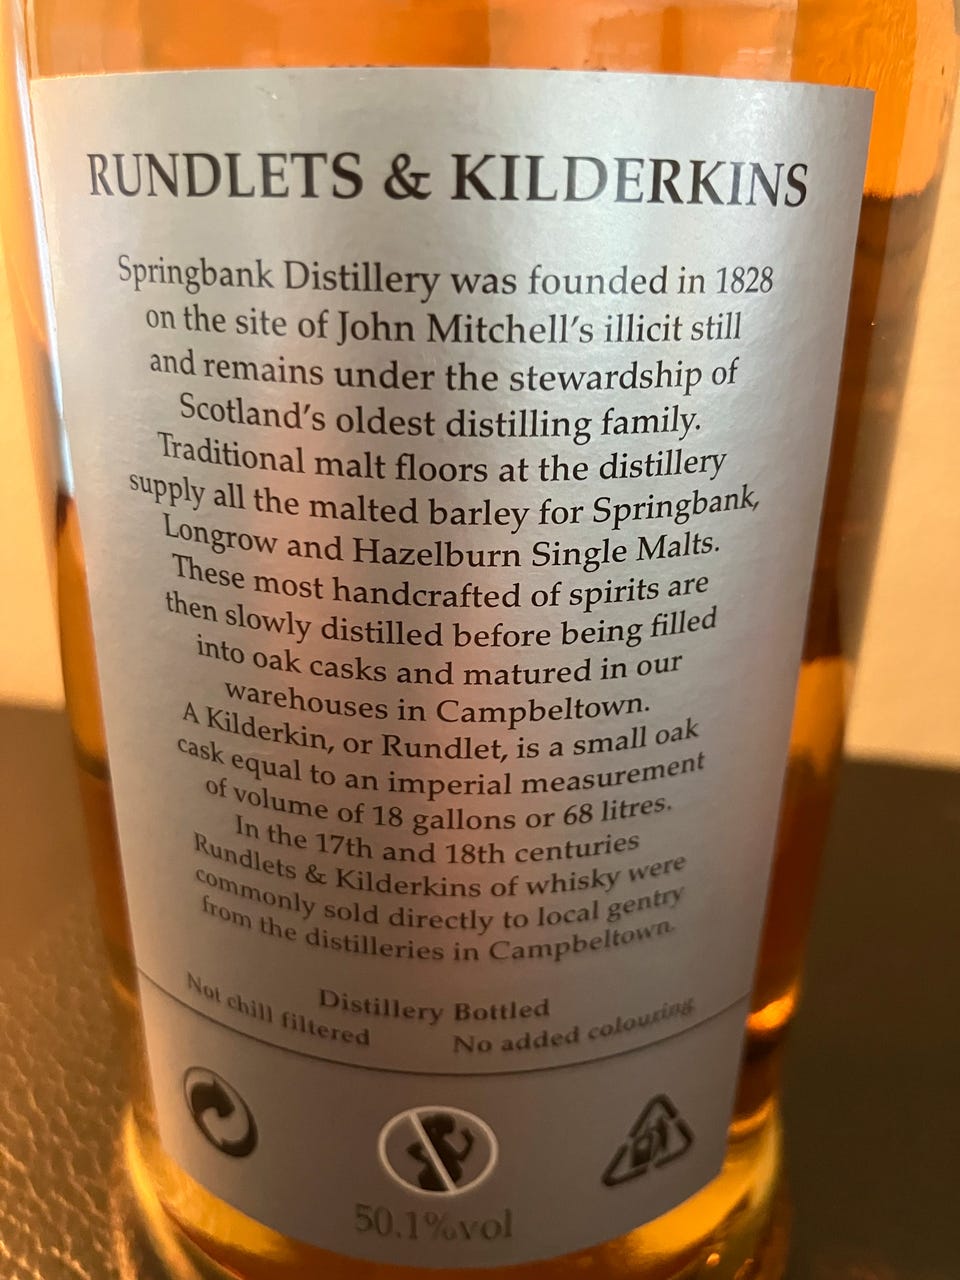 RUNDLETS & KILDERKINS
Springbank Distillery was founded in 1828
on the site of John Mitchell's illicit still
and remains under the stewardship of
Scotland's oldest distilling family.
Traditional malt floors at the distillery
supply all the malted barley for Springbank,
Longrow and Hazelburn Single Malts.
These most handcrafted of spirits are
then slowly distilled before being filled
into oak casks and matured in our
warehouses in Campbeltown.
A Kilderkin, or Rundlet, is a small oak
cask equal to an imperial measurement
of volume of 18 gallons or 68 litres.
In the 17th and 18th centuries
Rundlets & Kilderkins of whisky were
commonly sold directly to local gentry
from the distilleries in Campbeltown.
Distillery Bottled
Not chill filtered No added colouring
50.1%vol